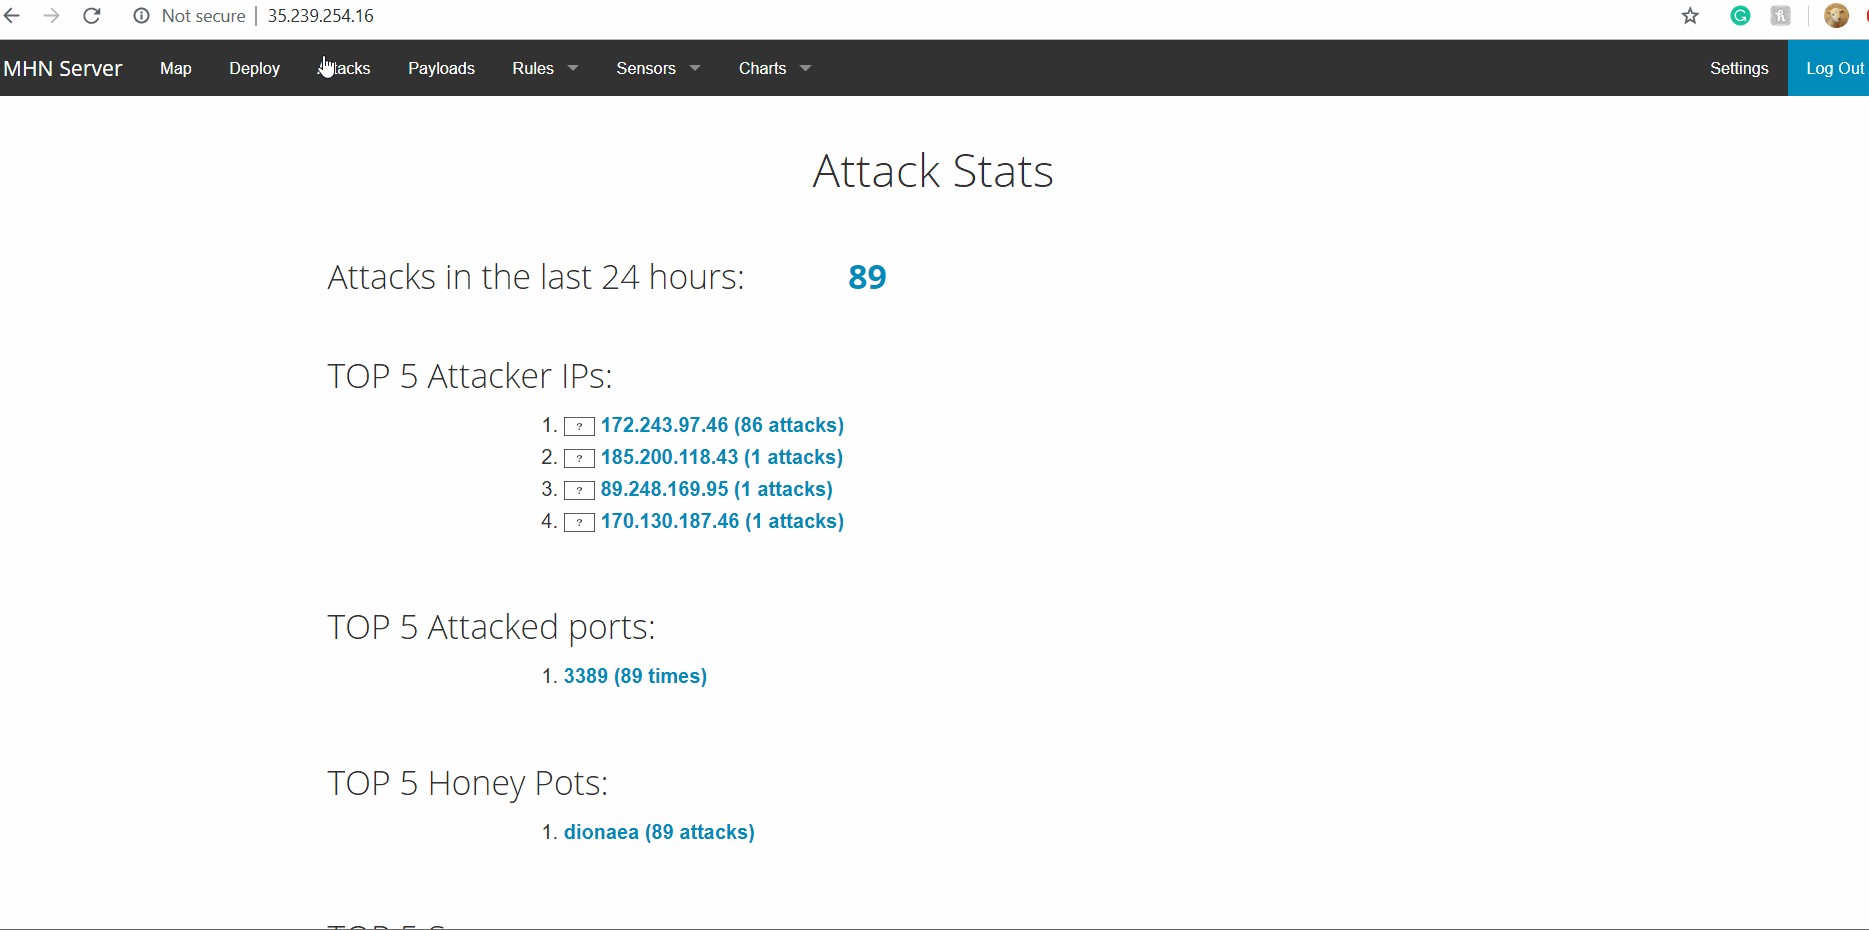 Not secure | 35.239.254.16
MHN Server Map Deploy Attacks Payloads Rules Sensors Charts Settings Log Out
Attack Stats
Attacks in the last 24 hours: 89
TOP 5 Attacker IPs:
1. ? 172.243.97.46 (86 attacks)
2. ? 185.200.118.43 (1 attacks)
3. ? 89.248.169.95 (1 attacks)
4. ? 170.130.187.46 (1 attacks)
TOP 5 Attacked ports:
1. 3389 (89 times)
TOP 5 Honey Pots:
1. dionaea (89 attacks)
TOP 5